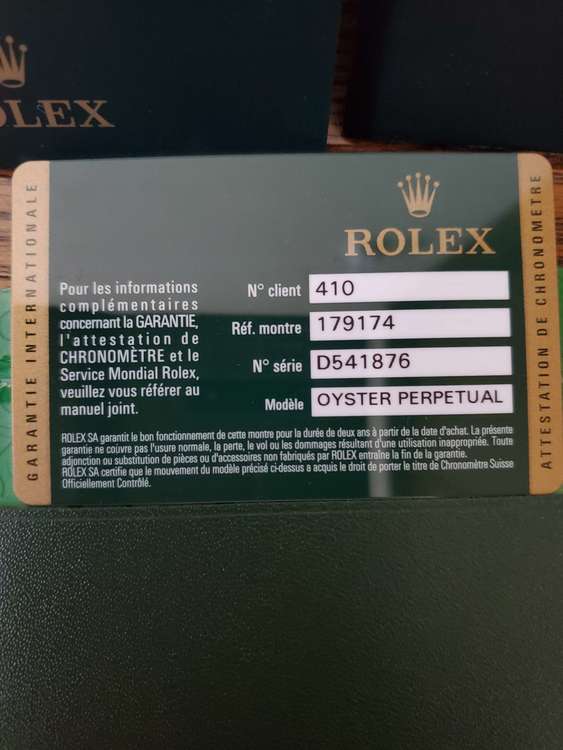 OLEX
ROLEX
GARANTIE INTERNATIONALE
Pour les informations
complémentaires
concernant la GARANTIE,
l'attestation de
CHRONOMÈTRE et le
Service Mondial Rolex,
veuillez vous référer au
manuel joint.
N° client 410
Réf. montre 179174
N° série D541876
Modèle OYSTER PERPETUAL
ROLEX SA garantit le bon fonctionnement de cette montre pour la durée de deux ans à partir de la date d'achat. La présente
garantie ne couvre pas l'usure normale, la perte, le vol ou les dommages résultant d'une utilisation inappropriée. Toute
adjonction ou substitution de pièces ou d'accessoires non fabriqués par ROLEX entraîne la fin de la garantie.
ROLEX SA certifie que le mouvement du modèle précisé ci-dessus a acquis le droit de porter le titre de Chronomètre Suisse
Officiellement Contrôlé.
ATTESTATION DE CHRONOMETRE